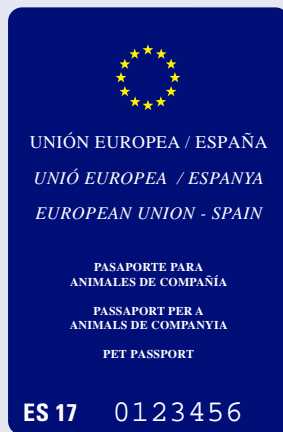 UNIÓN EUROPEA / ESPAÑA
UNIÓ EUROPEA / ESPANYA
EUROPEAN UNION - SPAIN
PASAPORTE PARA
ANIMALES DE COMPAÑÍA
PASSAPORT PER A
ANIMALS DE COMPANYIA
PET PASSPORT
ES 17 0123456